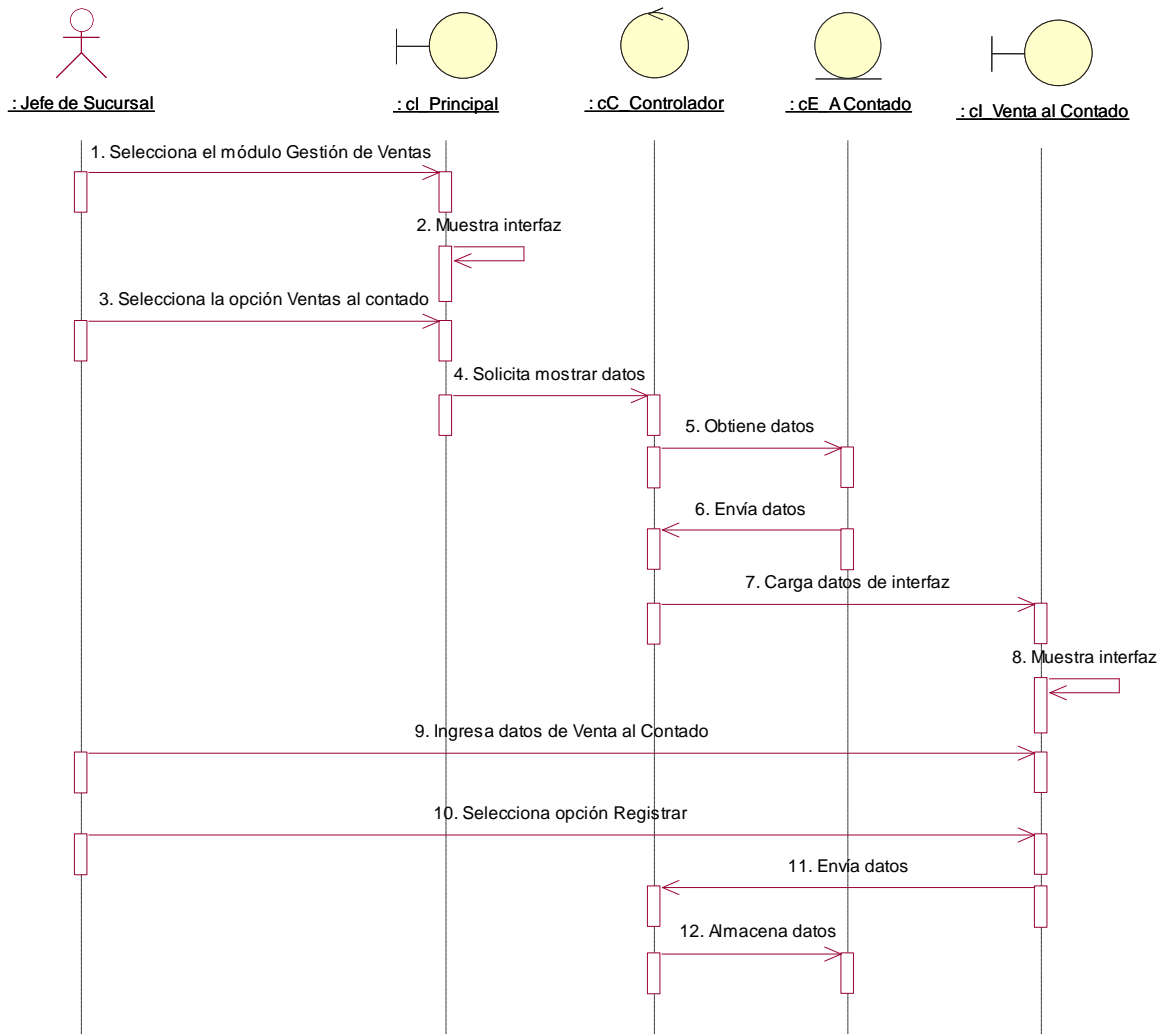 : Jefe de Sucursal
: cI_Principal
: cC_Controlador
: cE_A Contado
: cI_Venta al Contado
1. Selecciona el módulo Gestión de Ventas
2. Muestra interfaz
3. Selecciona la opción Ventas al contado
4. Solicita mostrar datos
5. Obtiene datos
6. Envía datos
7. Carga datos de interfaz
8. Muestra interfaz
9. Ingresa datos de Venta al Contado
10. Selecciona opción Registrar
11. Envía datos
12. Almacena datos